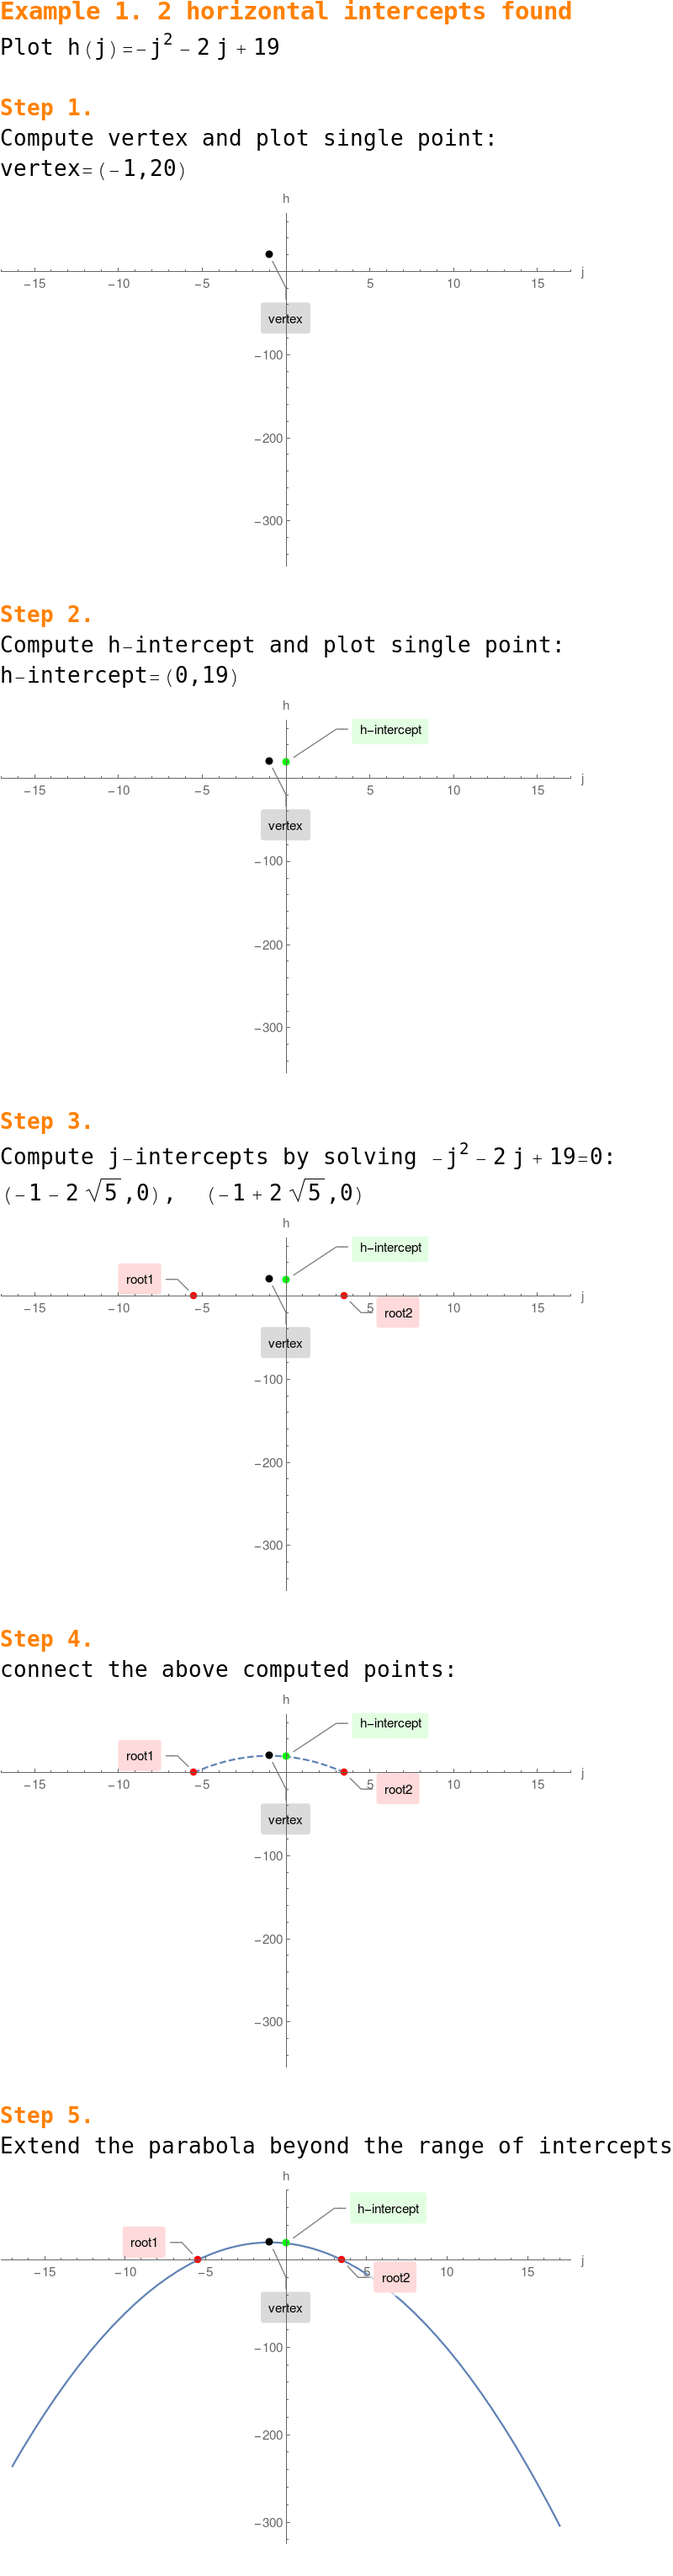 Example 1. 2 horizontal intercepts found
Plot h(j)=-j² - 2 j + 19
Step 1.
Compute vertex and plot single point:
vertex=(-1,20)
h
j
-15 -10 -5 5 10 15
vertex
-100
-200
-300
Step 2.
Compute h-intercept and plot single point:
h-intercept=(0,19)
h
h-intercept
j
-15 -10 -5 5 10 15
vertex
-100
-200
-300
Step 3.
Compute j-intercepts by solving -j² - 2 j + 19=0:
(-1 - 2 √5 ,0), (-1 + 2 √5 ,0)
h
h-intercept
root1
j
-15 -10 -5 5 10 15
root2
vertex
-100
-200
-300
Step 4.
connect the above computed points:
h
h-intercept
root1
j
-15 -10 -5 5 10 15
root2
vertex
-100
-200
-300
Step 5.
Extend the parabola beyond the range of intercepts
h
h-intercept
root1
j
-15 -10 -5 5 10 15
root2
vertex
-100
-200
-300